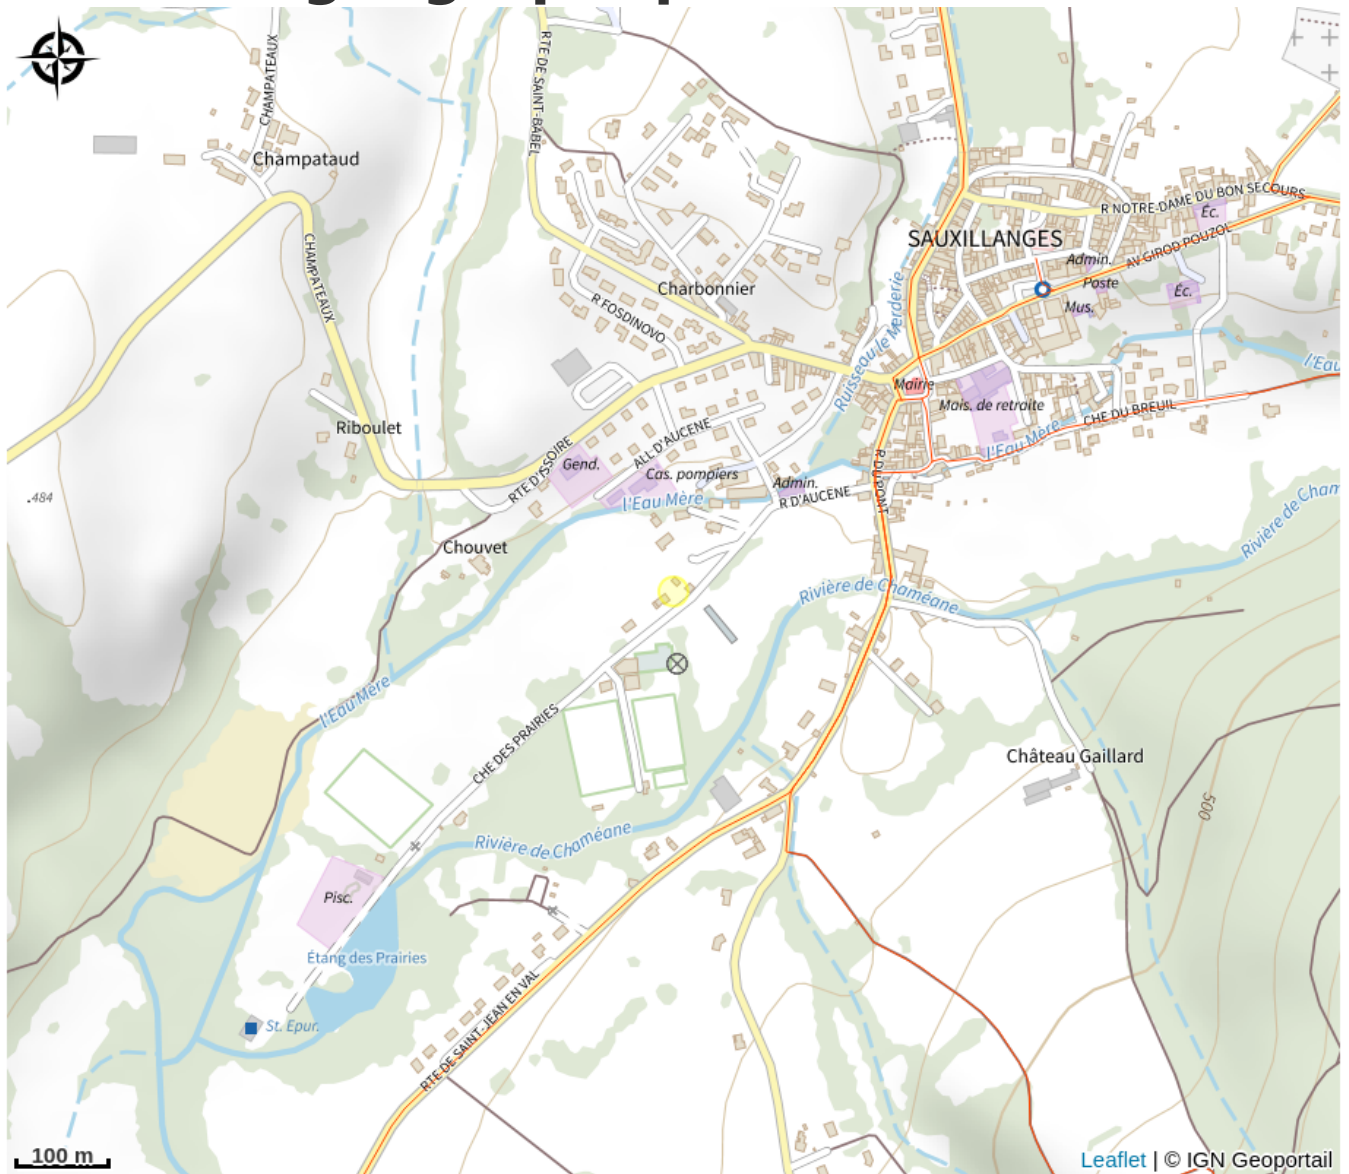 CHAMPATEAUX
RTE DE SAINT-BABEL
Champataud
R NOTRE-DAME DU BON SECOURS
Éc.
SAUXILLANGES
AV GIROD POUZOL
Admin.
CHAMPATEAUX
Charbonnier
Poste
Éc.
Mus.
R FOSDINOVO
Ruisseau le Merderie
l'Eau
Mairie
Mais. de retraite
CHE DU BREUIL
Riboulet
ALL D'AUCENE
l'Eau Mère
RTE D'ISSOIRE
Gend.
Cas. pompiers
R DU PONT
Admin.
.484
l'Eau Mère
R D'AUCENE
Rivière de Cham
Chouvet
Rivière de Chaméane
l'Eau Mère
CHE DES PRAIRIES
Château Gaillard
500
Rivière de Chaméane
Pisc.
Étang des Prairies
St. Epur.
RTE DE SAINT-JEAN EN VAL
100 m
Leaflet | © IGN Geoportail